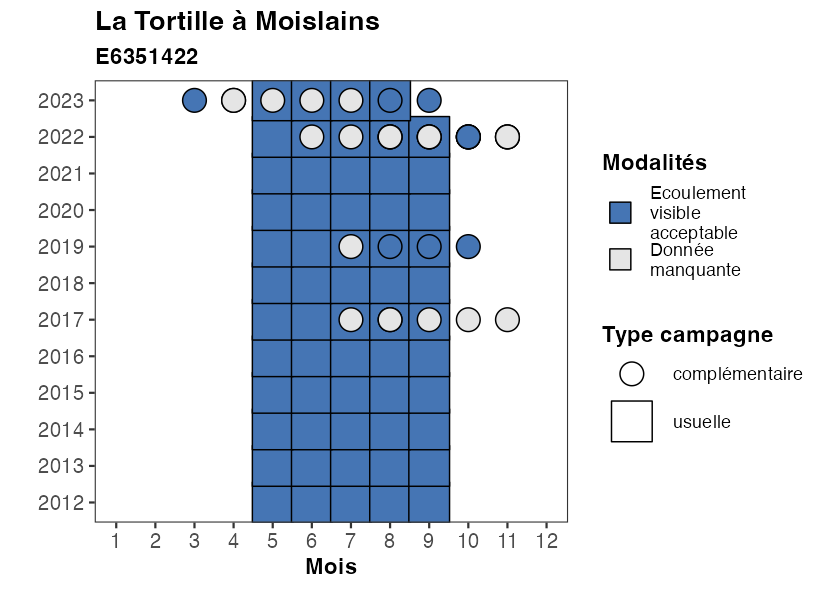 La Tortille à Moislains
E6351422
2023
2022
2021
2020
2019
2018
2017
2016
2015
2014
2013
2012
1 2 3 4 5 6 7 8 9 10 11 12
Mois
Modalités
Ecoulement
visible
acceptable
Donnée
manquante
Type campagne
complémentaire
usuelle